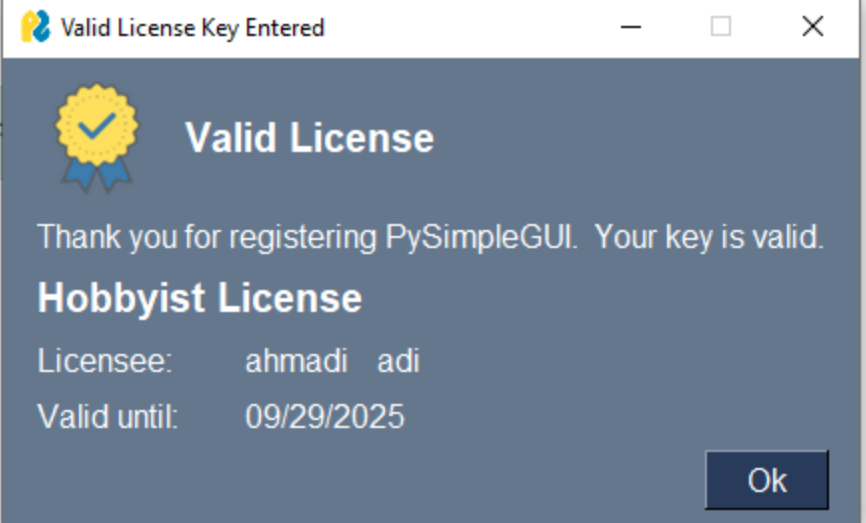 Valid License Key Entered
Valid License
Thank you for registering PySimpleGUI. Your key is valid.
Hobbyist License
Licensee: ahmadi adi
Valid until: 09/29/2025
Ok